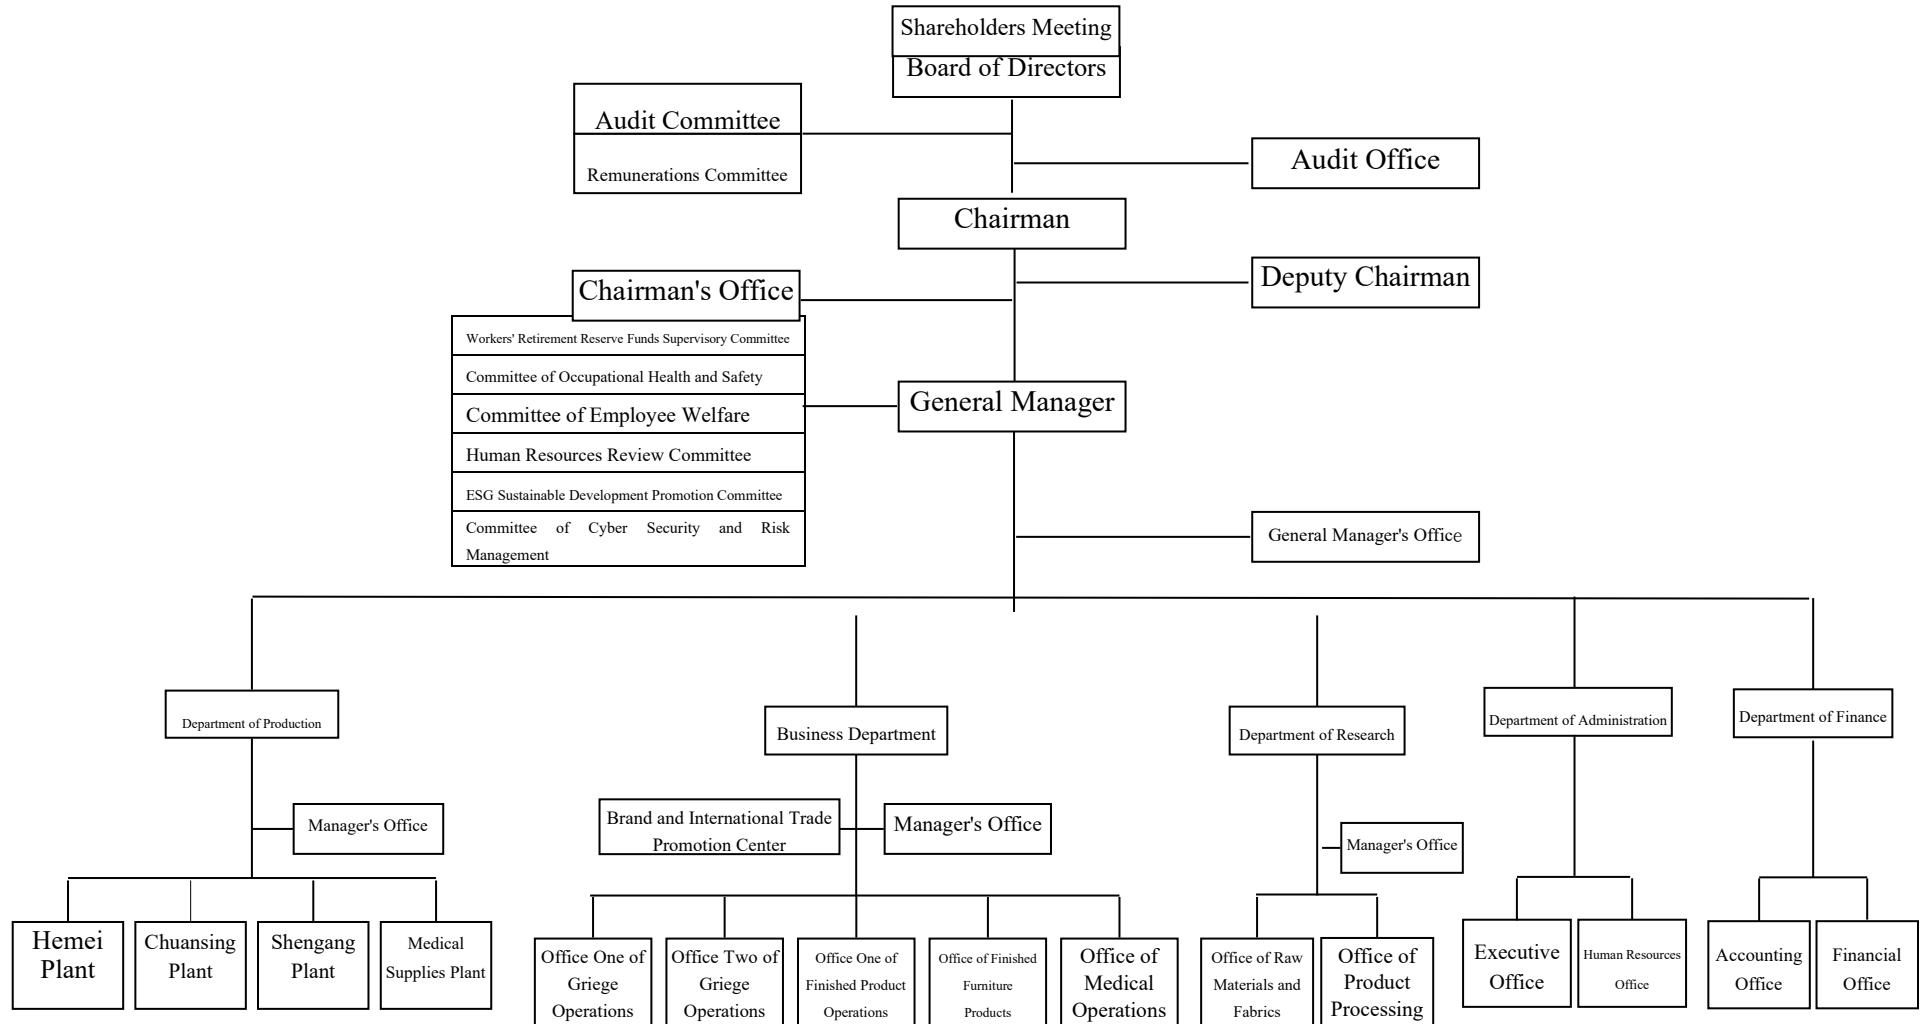 Shareholders Meeting
Board of Directors
Audit Committee
Remunerations Committee
Audit Office
Chairman
Chairman's Office
Deputy Chairman
Workers' Retirement Reserve Funds Supervisory Committee
Committee of Occupational Health and Safety
Committee of Employee Welfare
Human Resources Review Committee
ESG Sustainable Development Promotion Committee
Committee of Cyber Security and Risk
Management
General Manager
General Manager's Office
Department of Production
Business Department
Department of Research
Department of Administration
Department of Finance
Manager's Office
Brand and International Trade
Promotion Center
Manager's Office
Manager's Office
Hemei
Plant
Chuansing
Plant
Shengang
Plant
Medical
Supplies Plant
Office One of
Griege
Operations
Office Two of
Griege
Operations
Office One of
Finished Product
Operations
Office of Finished
Furniture
Products
Office of
Medical
Operations
Office of Raw
Materials and
Fabrics
Office of
Product
Processing
Executive
Office
Human Resources
Office
Accounting
Office
Financial
Office